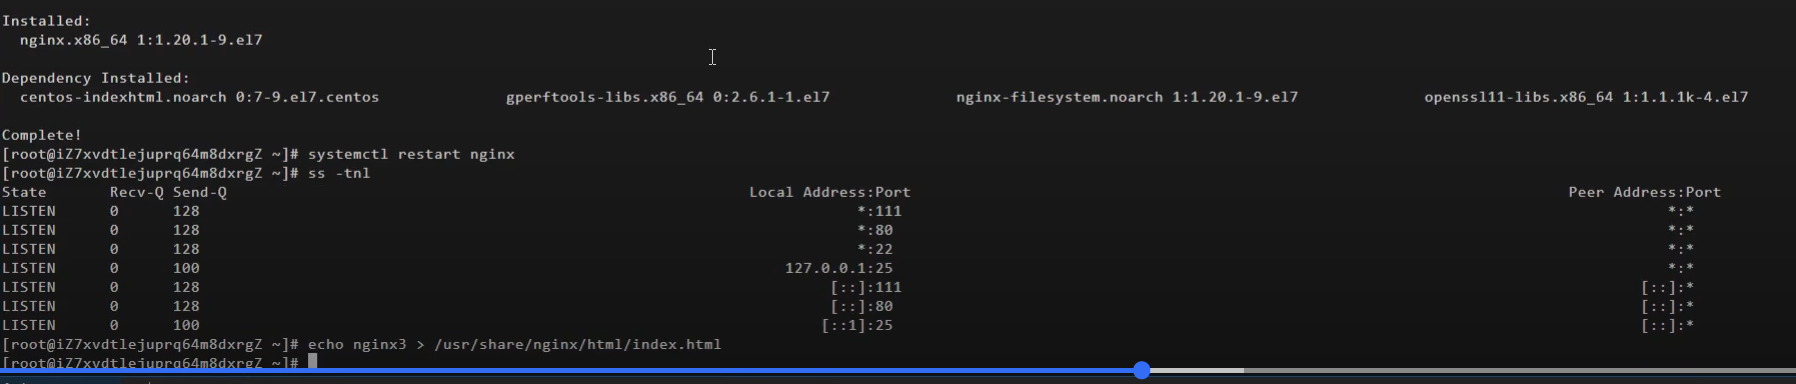 Installed:
nginx.x86_64 1:1.20.1-9.el7
Dependency Installed:
centos-indexhtml.noarch 0:7-9.el7.centos gperftools-libs.x86_64 0:2.6.1-1.el7 nginx-filesystem.noarch 1:1.20.1-9.el7 openssl11-libs.x86_64 1:1.1.1k-4.el7
Complete!
[root@iZ7xvdtlejuprq64m8dxrgZ ~]# systemctl restart nginx
[root@iZ7xvdtlejuprq64m8dxrgZ ~]# ss -tnl
State Recv-Q Send-Q Local Address:Port Peer Address:Port
LISTEN 0 128 *:111 *:*
LISTEN 0 128 *:80 *:*
LISTEN 0 128 *:22 *:*
LISTEN 0 100 127.0.0.1:25 *:*
LISTEN 0 128 [::]:111 [::]:*
LISTEN 0 128 [::]:80 [::]:*
LISTEN 0 100 [::1]:25 [::]:*
[root@iZ7xvdtlejuprq64m8dxrgZ ~]# echo nginx3 > /usr/share/nginx/html/index.html
[root@iZ7xvdtlejuprq64m8dxrgZ ~]#